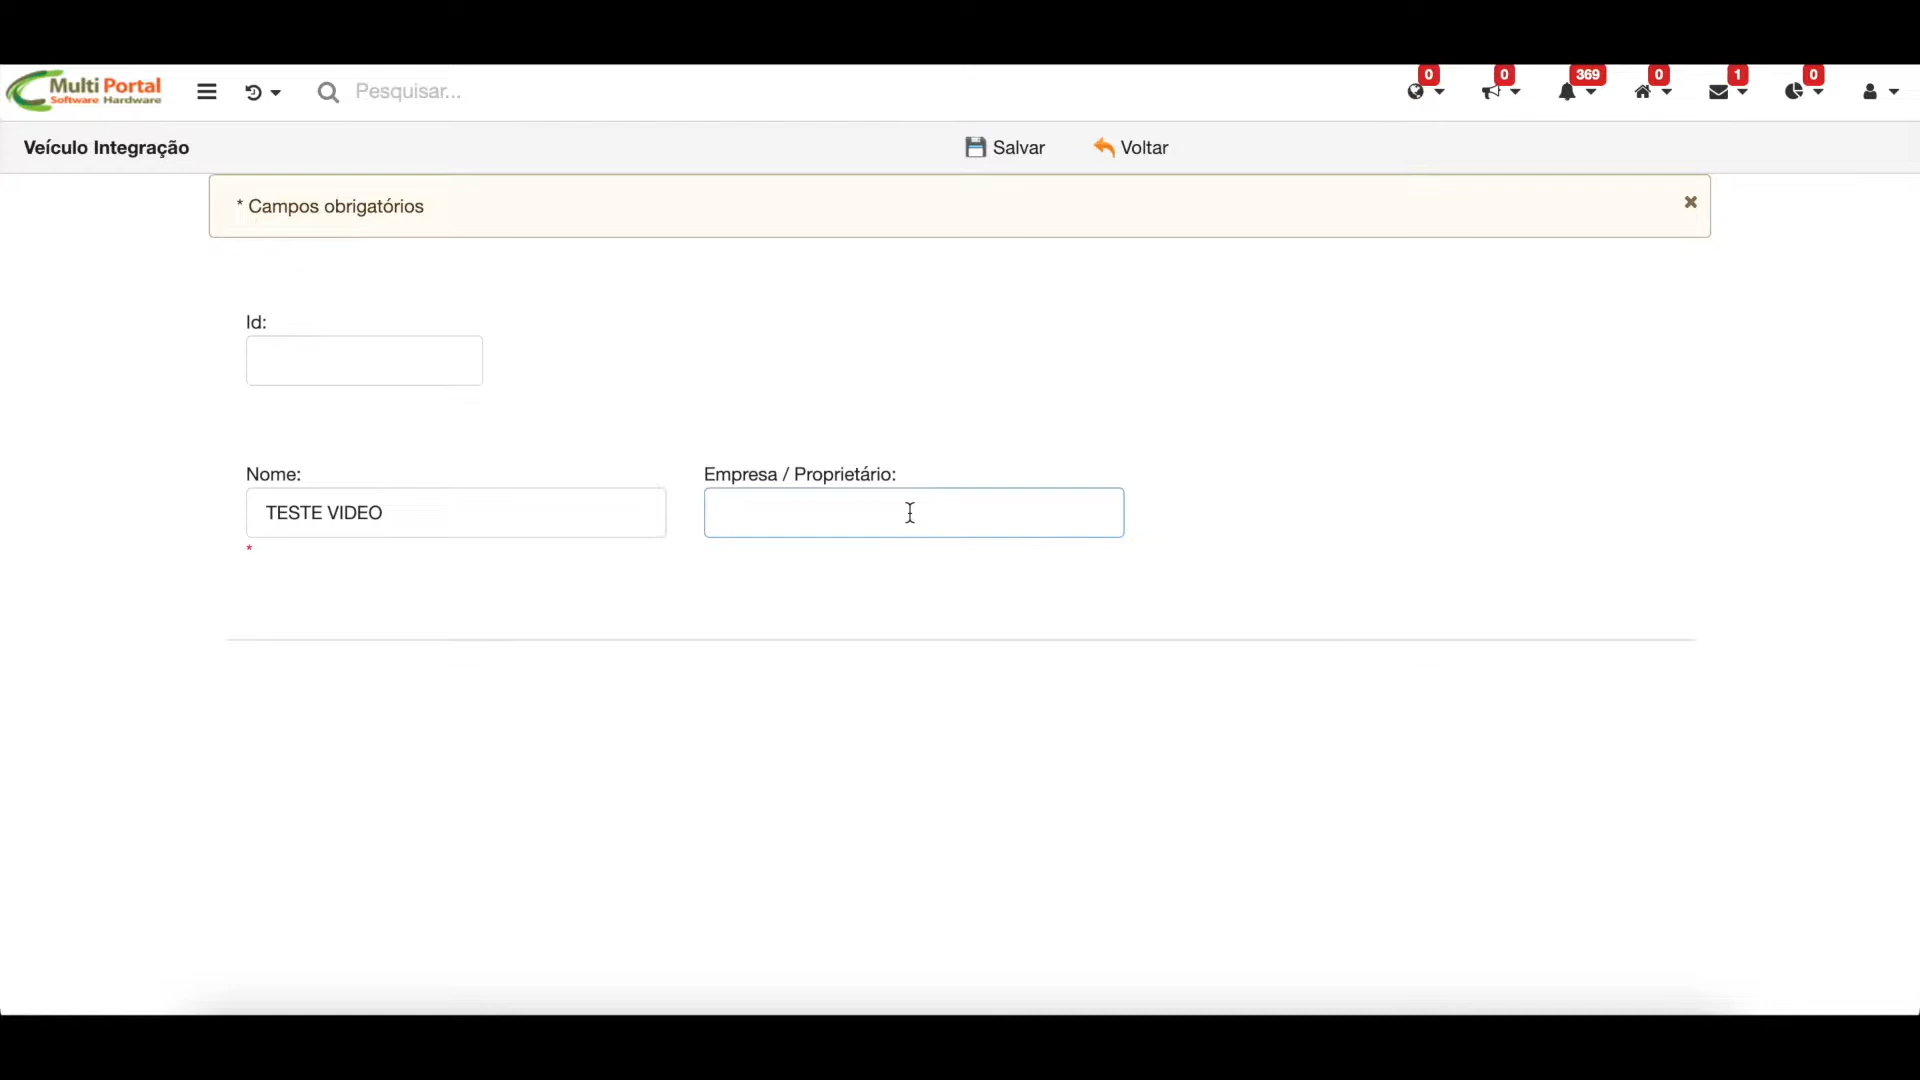 Multi Portal
Software Hardware
Pesquisar...
0
0
369
0
1
0
Veículo Integração
Salvar
Voltar
* Campos obrigatórios
Id:
Nome:
Empresa / Proprietário:
TESTE VIDEO
*